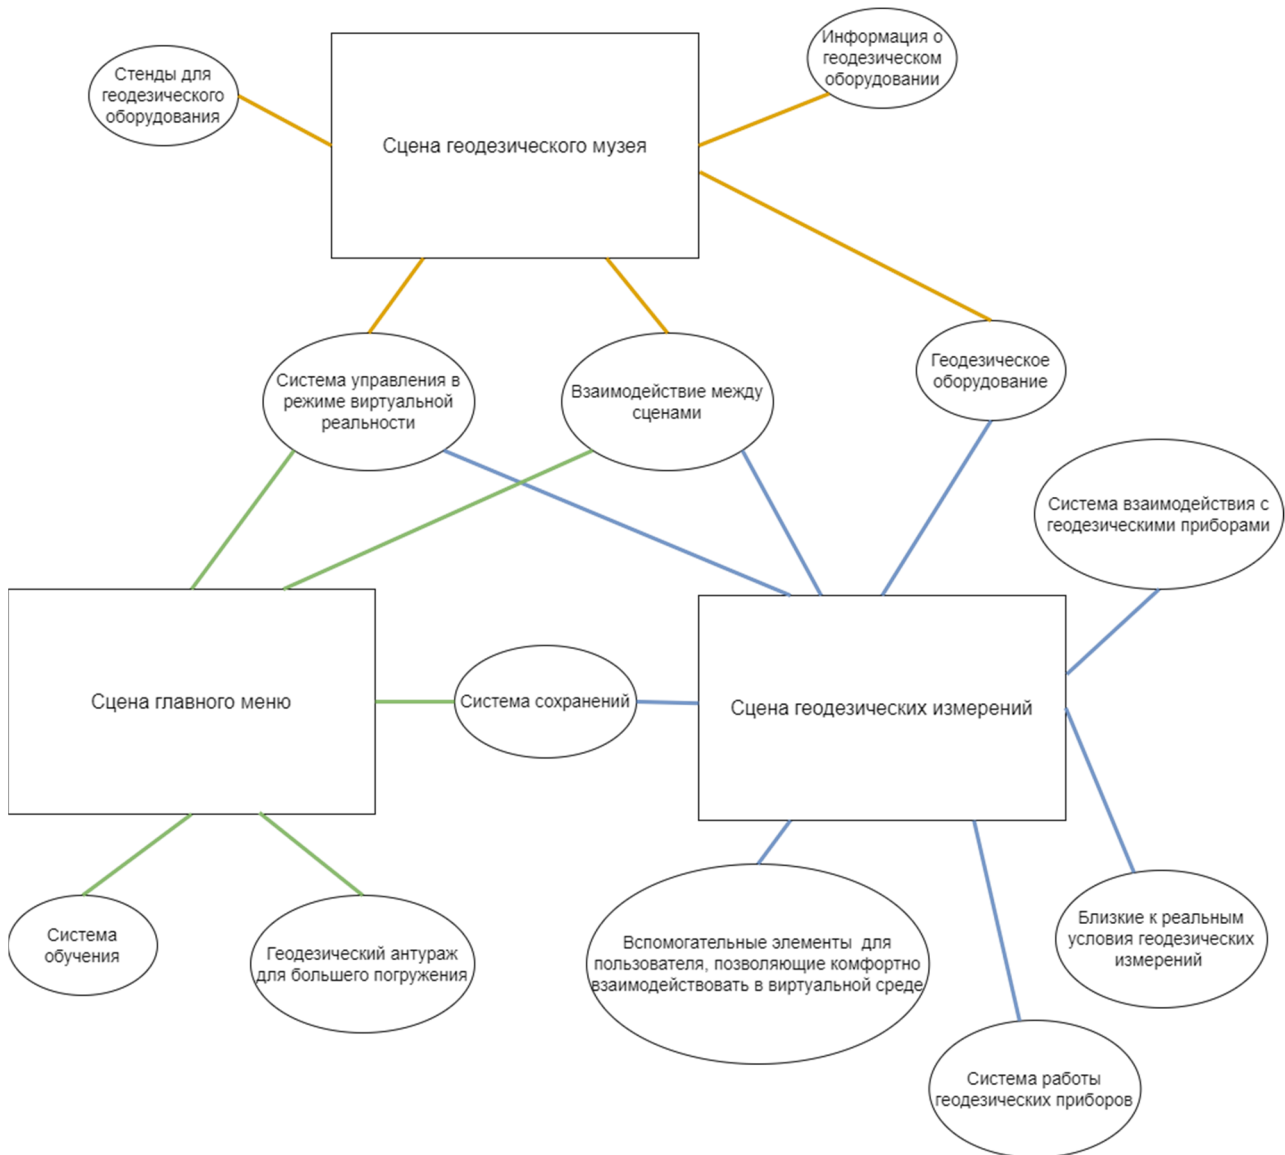 Информация о
геодезическом
оборудовании
Стенды для
геодезического
оборудования
Сцена геодезического музея
Система управления в
режиме виртуальной
реальности
Взаимодействие между
сценами
Геодезическое
оборудование
Система взаимодействия с
геодезическими приборами
Сцена главного меню
Система сохранений
Сцена геодезических измерений
Система
обучения
Геодезический антураж
для большего погружения
Вспомогательные элементы для
пользователя, позволяющие комфортно
взаимодействовать в виртуальной среде
Близкие к реальным
условия геодезических
измерений
Система работы
геодезических приборов